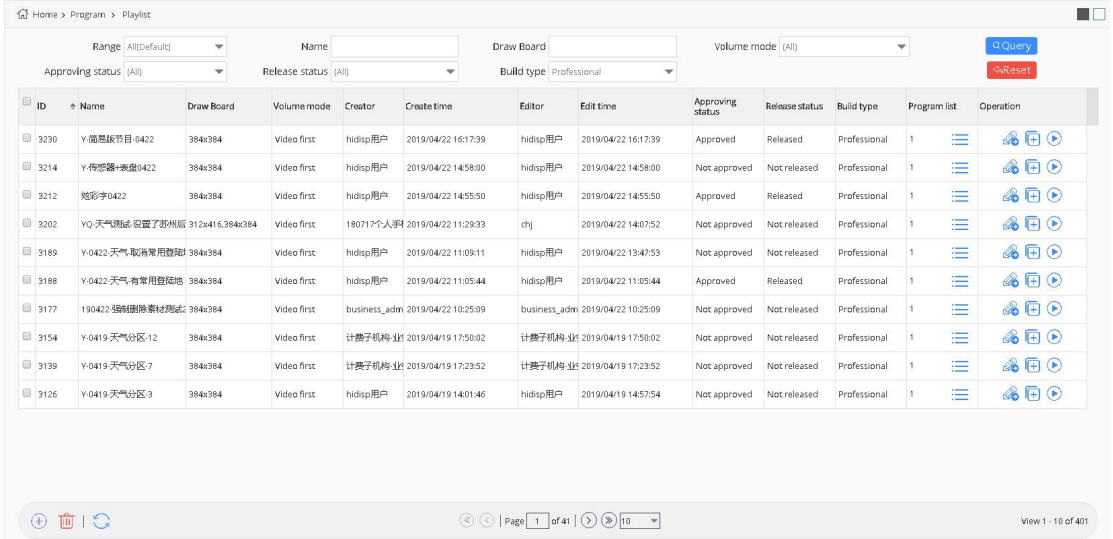 Home > Program > Playlist
Range All(Default) Name Draw Board Volume mode (All) Query
Approving status (All) Release status (All) Build type Professional Reset
ID Name Draw Board Volume mode Creator Create time Editor Edit time Approving status Release status Build type Program list Operation
3230 Y-简易版节目-0422 384x384 Video first hidisp用户 2019/04/22 16:17:39 hidisp用户 2019/04/22 16:17:39 Approved Released Professional 1
3214 Y-传感器+表盘0422 384x384 Video first hidisp用户 2019/04/22 14:58:00 hidisp用户 2019/04/22 14:58:00 Not approved Not released Professional 1
3212 炫彩字0422 384x384 Video first hidisp用户 2019/04/22 14:55:50 hidisp用户 2019/04/22 14:55:50 Approved Released Professional 1
3202 YQ-天气测试-设置了苏州后 312x416,384x384 Video first 180717个人手机 2019/04/22 11:29:33 chj 2019/04/22 14:07:52 Not approved Not released Professional 1
3189 Y-0422-天气-取消常用登陆地 384x384 Video first hidisp用户 2019/04/22 11:09:11 hidisp用户 2019/04/22 13:47:53 Not approved Not released Professional 1
3188 Y-0422-天气-有常用登陆地 384x384 Video first hidisp用户 2019/04/22 11:05:44 hidisp用户 2019/04/22 11:05:44 Approved Released Professional 1
3177 190422-强制删除素材测试2 384x384 Video first business_adm 2019/04/22 10:25:09 business_adm 2019/04/22 10:25:09 Not approved Not released Professional 1
3154 Y-0419-天气分区-12 384x384 Video first 计费子机构-业 2019/04/19 17:50:02 计费子机构-业 2019/04/19 17:50:02 Not approved Not released Professional 1
3139 Y-0419-天气分区-7 384x384 Video first 计费子机构-业 2019/04/19 17:23:52 计费子机构-业 2019/04/19 17:23:52 Not approved Not released Professional 1
3126 Y-0419-天气分区-3 384x384 Video first hidisp用户 2019/04/19 14:01:46 hidisp用户 2019/04/19 14:57:54 Not approved Not released Professional 1
Page 1 of 41 10 View 1 - 10 of 401